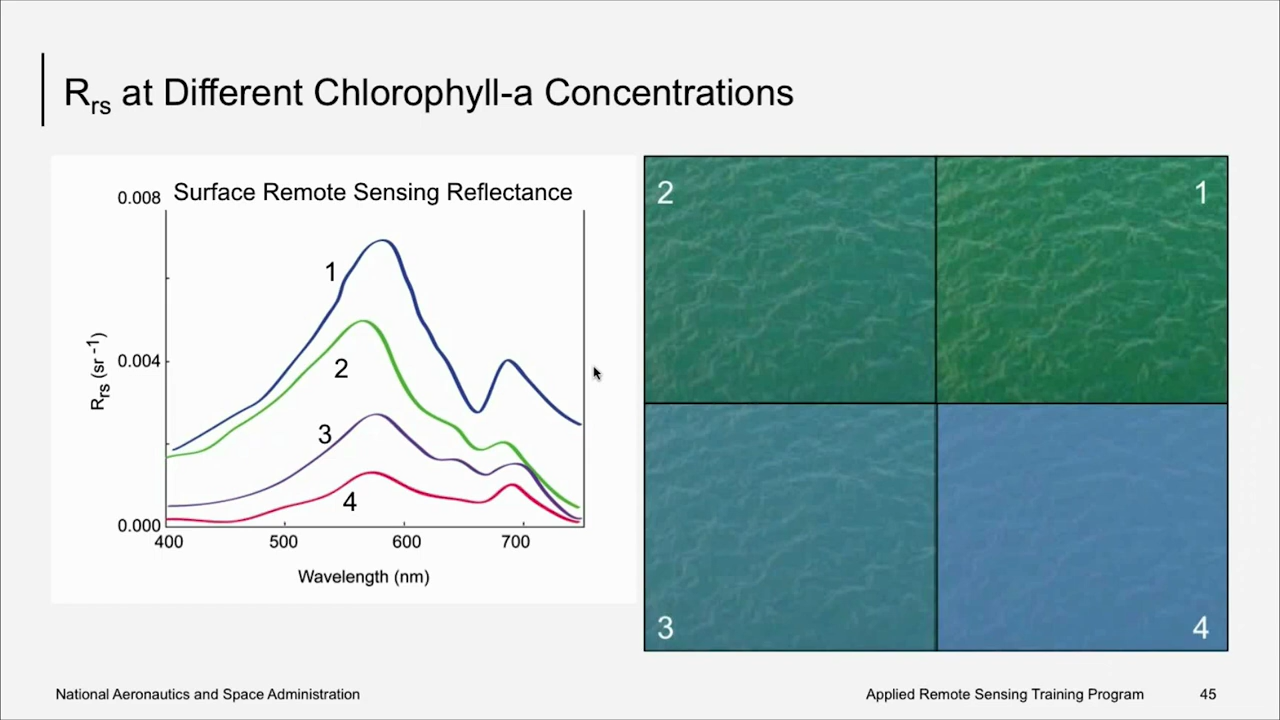 Rrs at Different Chlorophyll-a Concentrations
Surface Remote Sensing Reflectance
0.008
0.004
0.000
Rrs (sr-1)
1
2
3
4
400 500 600 700
Wavelength (nm)
2 1
3 4
National Aeronautics and Space Administration Applied Remote Sensing Training Program 45